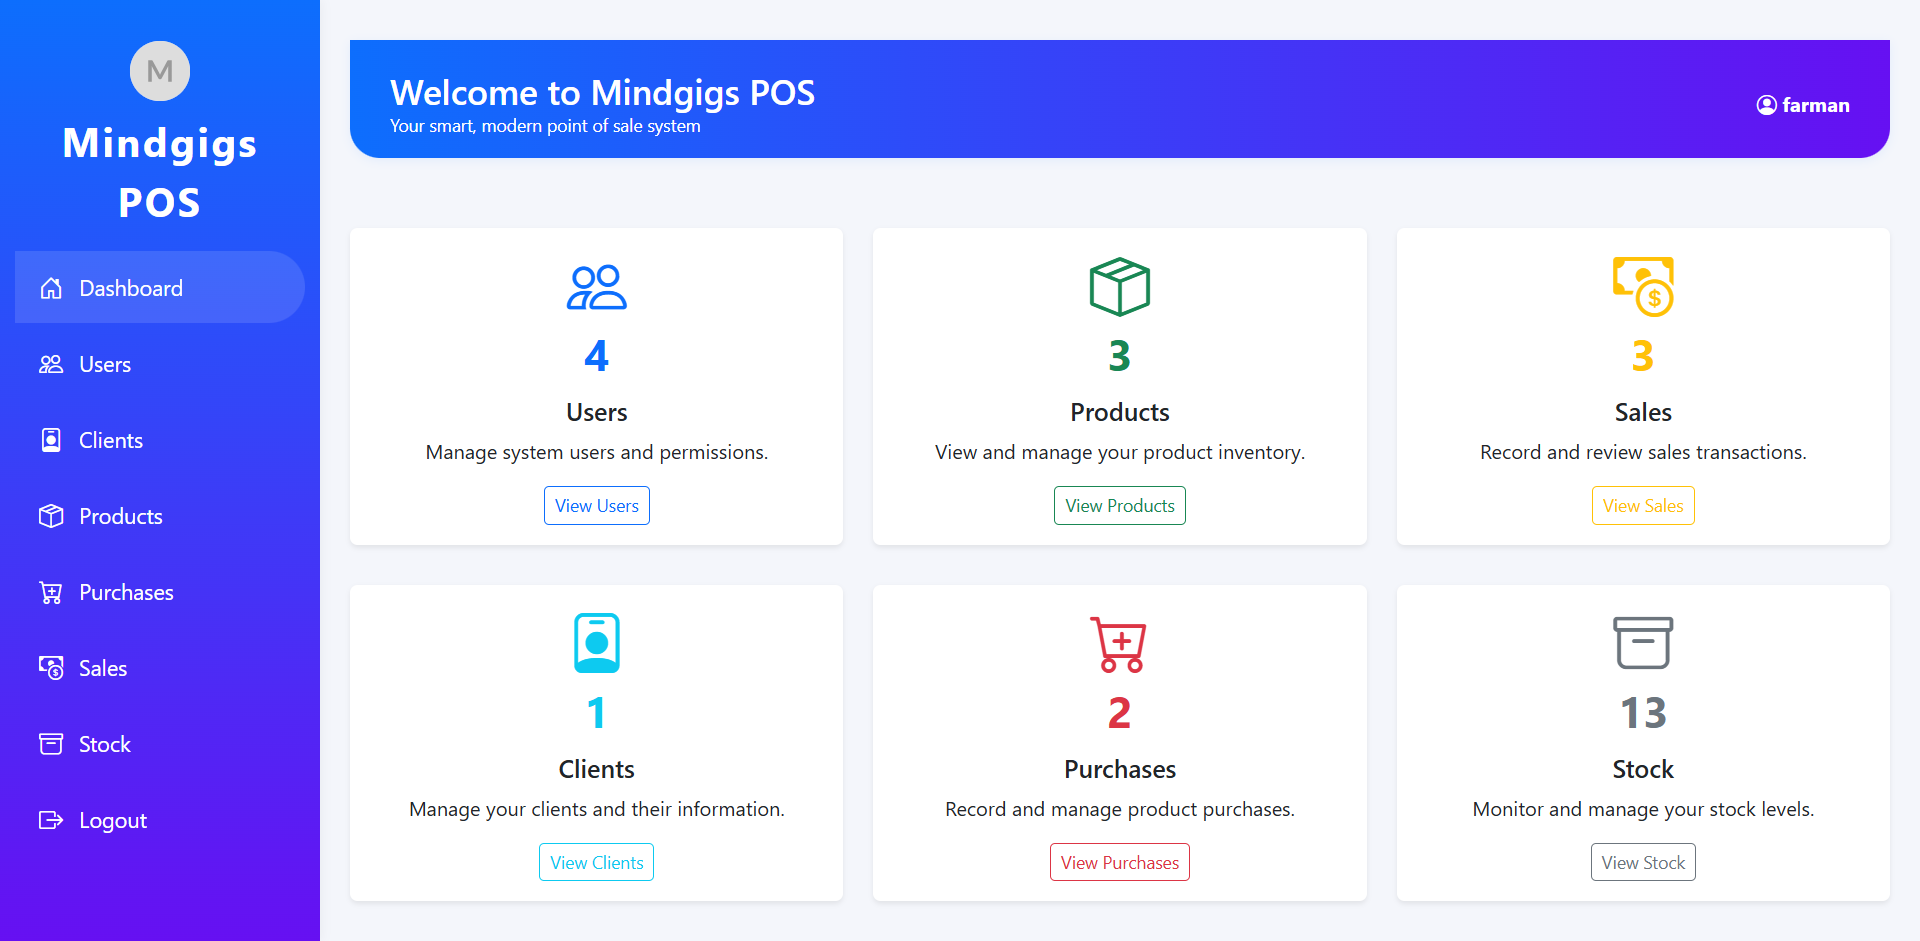 M
Mindgigs
POS
Dashboard
Users
Clients
Products
Purchases
Sales
Stock
Logout
Welcome to Mindgigs POS
Your smart, modern point of sale system
farman
4
Users
Manage system users and permissions.
View Users
3
Products
View and manage your product inventory.
View Products
$
3
Sales
Record and review sales transactions.
View Sales
1
Clients
Manage your clients and their information.
View Clients
2
Purchases
Record and manage product purchases.
View Purchases
13
Stock
Monitor and manage your stock levels.
View Stock